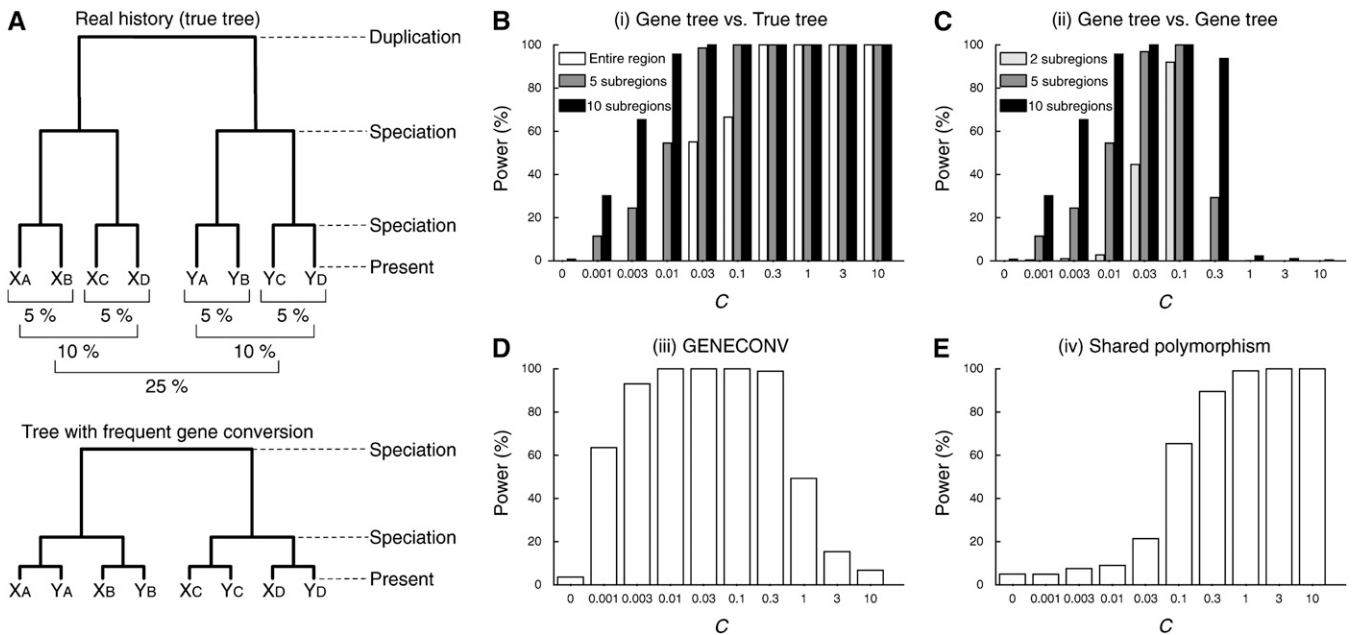 A
Real history (true tree)
Duplication
Speciation
Speciation
XA XB XC XD YA YB YC YD Present
5 % 5 % 5 % 5 %
10 % 10 %
25 %
Tree with frequent gene conversion
Speciation
Speciation
XA YA XB YB XC YC XD YD Present
B
(i) Gene tree vs. True tree
Power (%)
100
80
60
40
20
0
Entire region
5 subregions
10 subregions
0 0.001 0.003 0.01 0.03 0.1 0.3 1 3 10
C
C
(ii) Gene tree vs. Gene tree
Power (%)
100
80
60
40
20
0
2 subregions
5 subregions
10 subregions
0 0.001 0.003 0.01 0.03 0.1 0.3 1 3 10
C
D
(iii) GENECONV
Power (%)
100
80
60
40
20
0
0 0.001 0.003 0.01 0.03 0.1 0.3 1 3 10
C
E
(iv) Shared polymorphism
Power (%)
100
80
60
40
20
0
0 0.001 0.003 0.01 0.03 0.1 0.3 1 3 10
C